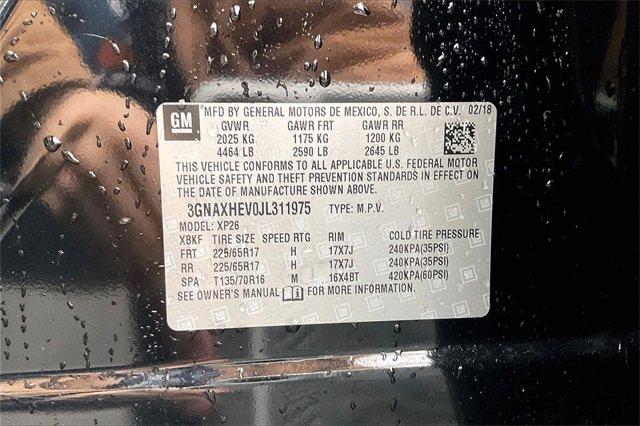 GM MFD BY GENERAL MOTORS DE MEXICO, S. DE R.L. DE C.V. 02/18
GVWR GAWR FRT GAWR RR
2025 KG 1175 KG 1200 KG
4464 LB 2590 LB 2645 LB
THIS VEHICLE CONFORMS TO ALL APPLICABLE U.S. FEDERAL MOTOR
VEHICLE SAFETY AND THEFT PREVENTION STANDARDS IN EFFECT ON
THE DATE OF MANUFACTURE SHOWN ABOVE.
3GNAXHEV0JL311975 TYPE: M.P.V.
MODEL: XP26
XBKF TIRE SIZE SPEED RTG RIM COLD TIRE PRESSURE
FRT 225/65R17 H 17X7J 240KPA(35PSI)
RR 225/65R17 H 17X7J 240KPA(35PSI)
SPA T135/70R16 M 16X4BT 420KPA(60PSI)
SEE OWNER'S MANUAL FOR MORE INFORMATION.